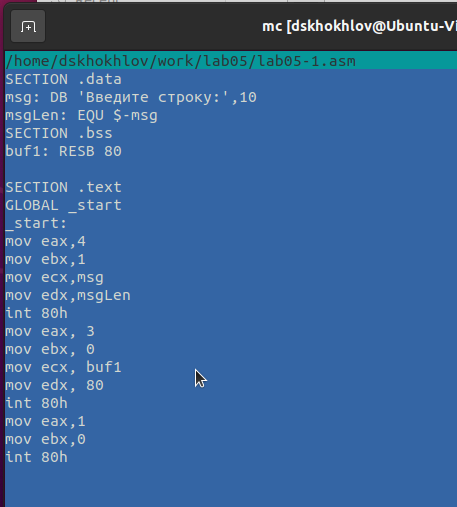 mc [dskhokhlov@Ubuntu-Vi
/home/dskhokhlov/work/lab05/lab05-1.asm
SECTION .data
msg: DB 'Введите строку:',10
msgLen: EQU $-msg
SECTION .bss
buf1: RESB 80
SECTION .text
GLOBAL _start
_start:
mov eax,4
mov ebx,1
mov ecx,msg
mov edx,msgLen
int 80h
mov eax, 3
mov ebx, 0
mov ecx, buf1
mov edx, 80
int 80h
mov eax,1
mov ebx,0
int 80h